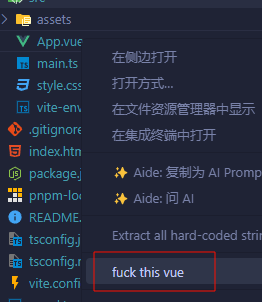 src
assets
App.vue
main.ts
style.css
vite-env
.gitignore
index.htm
package.j
pnpm-loc
README.
tsconfig.j
tsconfig.n
vite.config
在侧边打开
打开方式...
在文件资源管理器中显示
在集成终端中打开
✨ Aide: 复制为 AI Promp
✨ Aide: 问 AI
Extract all hard-coded strin
fuck this vue